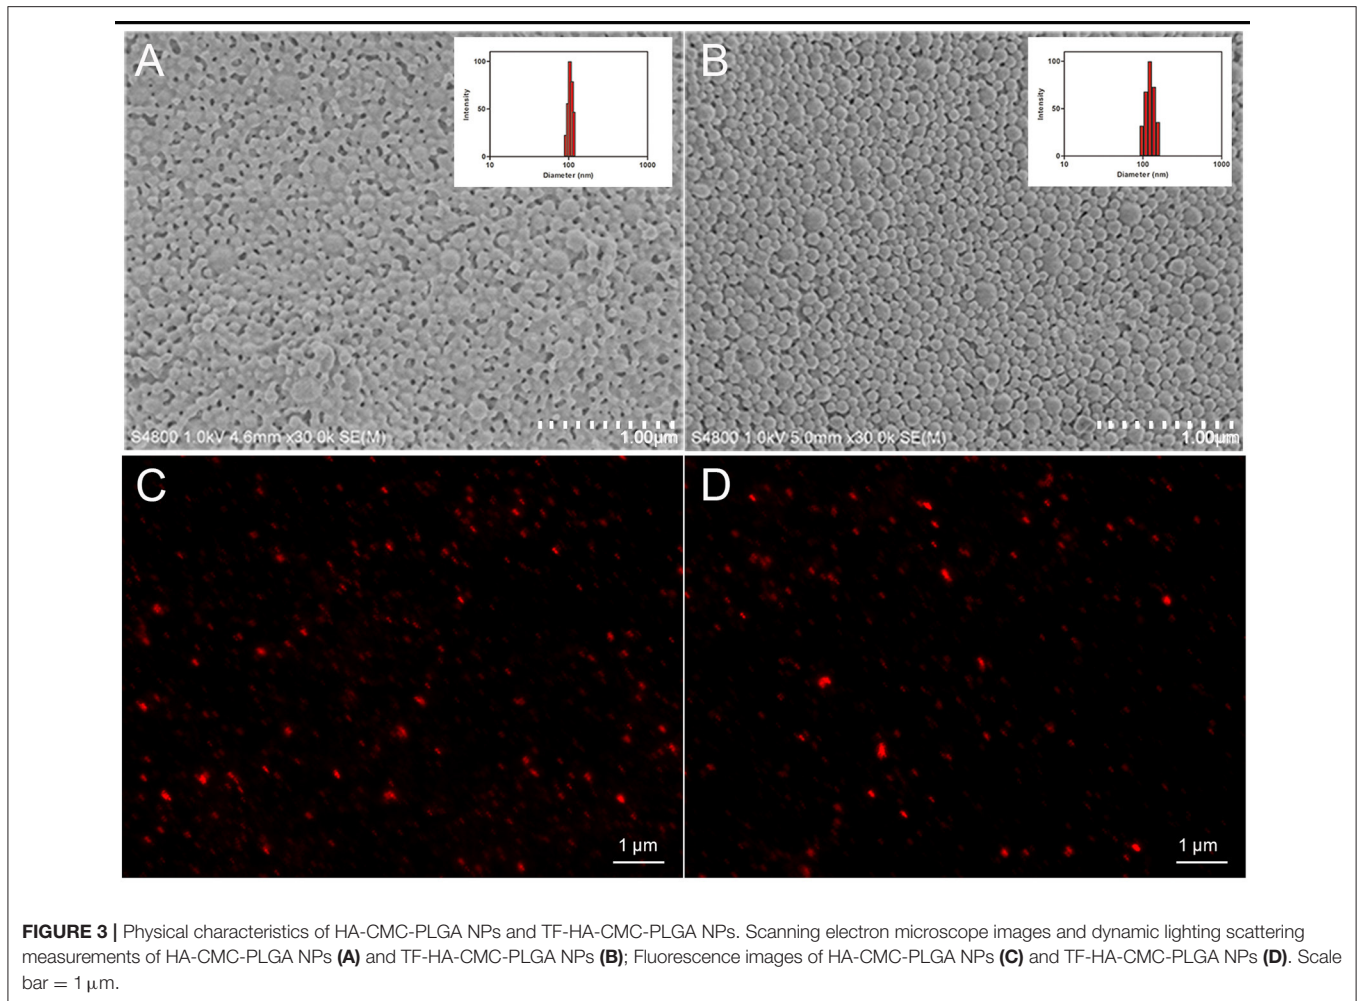 A
100
50
0
Intensity
10
100
1000
Diameter (nm)
S4800 1.0kV 4.6mm x30.0k SE(M)
1.00μm
B
100
50
0
Intensity
10
100
1000
Diameter (nm)
S4800 1.0kV 5.0mm x30.0k SE(M)
1.00μm
C
1 μm
D
1 μm
FIGURE 3 | Physical characteristics of HA-CMC-PLGA NPs and TF-HA-CMC-PLGA NPs. Scanning electron microscope images and dynamic lighting scattering
measurements of HA-CMC-PLGA NPs (A) and TF-HA-CMC-PLGA NPs (B); Fluorescence images of HA-CMC-PLGA NPs (C) and TF-HA-CMC-PLGA NPs (D). Scale
bar = 1 μm.